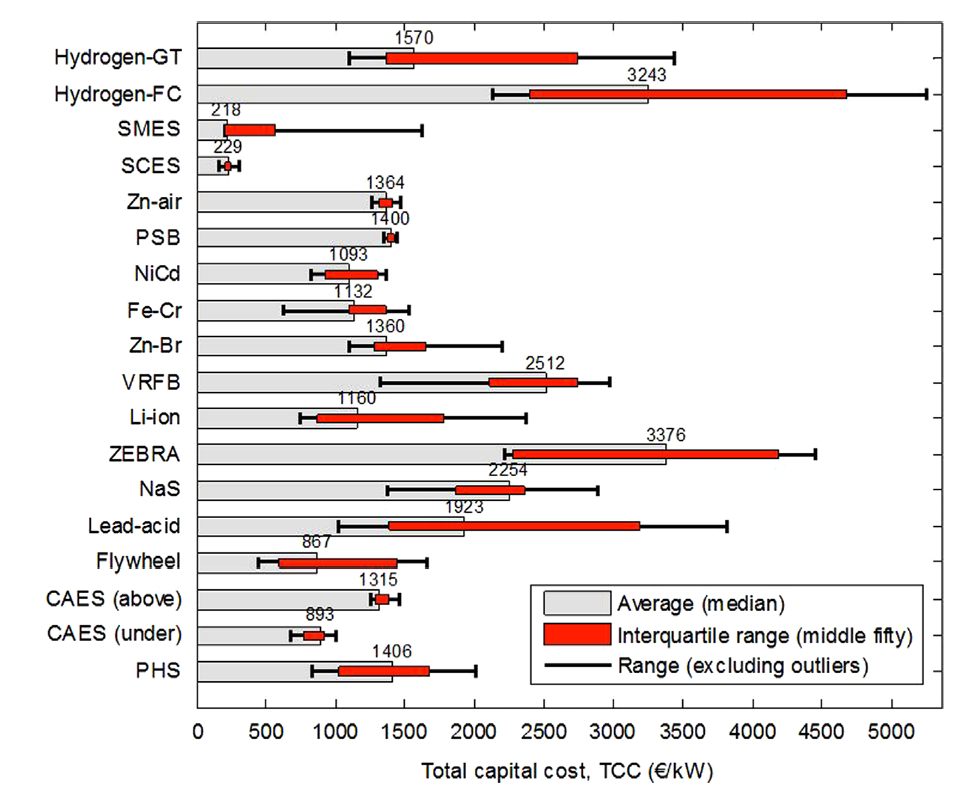 Hydrogen-GT 1570
Hydrogen-FC 3243
SMES 218
SCES 229
Zn-air 1364
PSB 1400
NiCd 1093
Fe-Cr 1132
Zn-Br 1360
VRFB 2512
Li-ion 1160
ZEBRA 3376
NaS 2254
Lead-acid 1923
Flywheel 867
CAES (above) 1315
CAES (under) 893
PHS 1406
Average (median)
Interquartile range (middle fifty)
Range (excluding outliers)
0 500 1000 1500 2000 2500 3000 3500 4000 4500 5000
Total capital cost, TCC (€/kW)